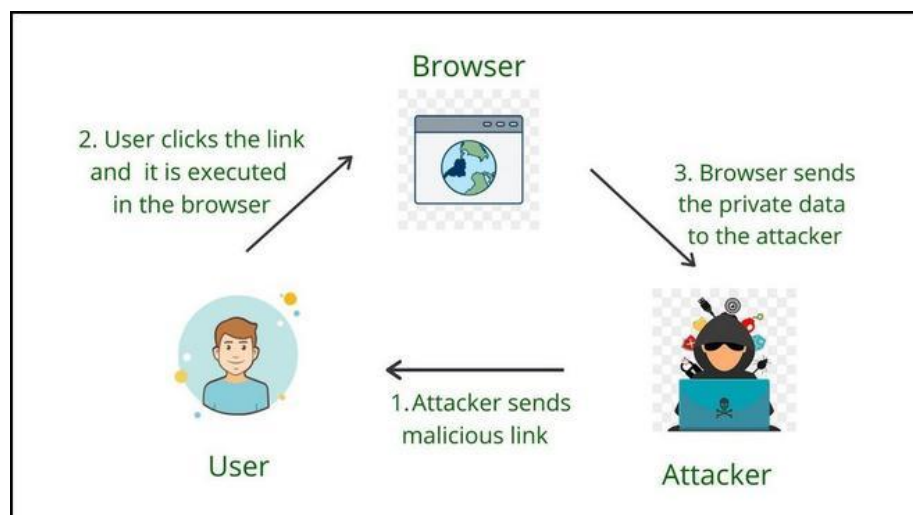 Browser
2. User clicks the link
and it is executed
in the browser
3. Browser sends
the private data
to the attacker
1.Attacker sends
malicious link
User
Attacker